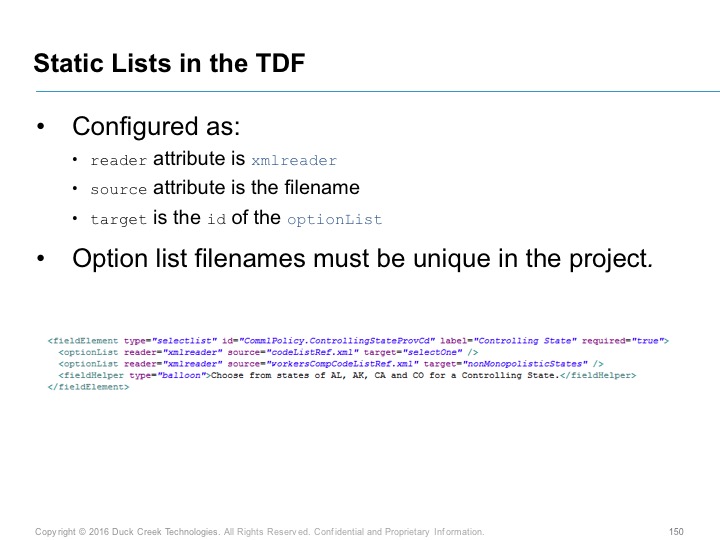 Static Lists in the TDF
• Configured as:
• reader attribute is xmlreader
• source attribute is the filename
• target is the id of the optionList
• Option list filenames must be unique in the project.
<fieldElement type="selectlist" id="CommlPolicy.ControllingStateProvCd" label="Controlling State" required="true">
<optionList reader="xmlreader" source="codeListRef.xml" target="selectOne" />
<optionList reader="xmlreader" source="workersCompCodeListRef.xml" target="nonMonopolisticStates" />
<fieldHelper type="balloon">Choose from states of AL, AK, CA and CO for a Controlling State.</fieldHelper>
</fieldElement>
Copyright © 2016 Duck Creek Technologies. All Rights Reserved. Confidential and Proprietary Information.
150